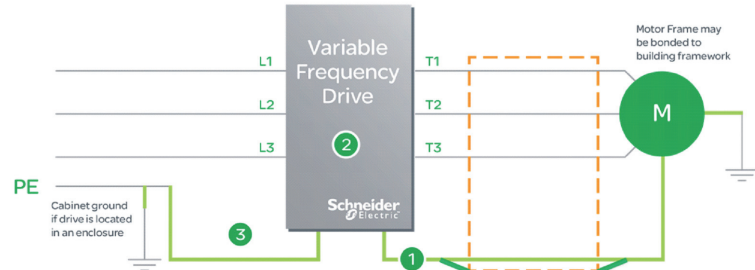 Variable
Frequency
Drive
2
Schneider
Electric
L1
L2
L3
T1
T2
T3
Motor Frame may
be bonded to
building framework
M
PE
Cabinet ground
if drive is located
in an enclosure
3
1